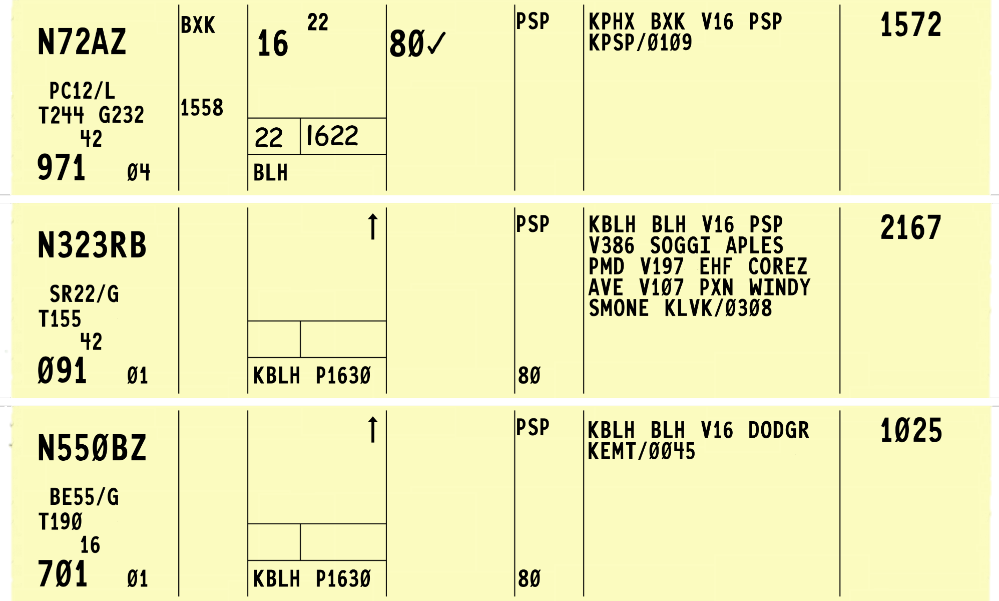 N72AZ
PC12/L
T244 G232
42
971 Ø4
BXK
1558
22
16
22 1622
BLH
8Ø✓
PSP
KPHX BXK V16 PSP
KPSP/Ø1Ø9
1572
N323RB
SR22/G
T155
42
Ø91 Ø1
↑
KBLH P163Ø
PSP
8Ø
KBLH BLH V16 PSP
V386 SOGGI APLES
PMD V197 EHF COREZ
AVE V1Ø7 PXN WINDY
SMONE KLVK/Ø3Ø8
2167
N55ØBZ
BE55/G
T19Ø
16
7Ø1 Ø1
↑
KBLH P163Ø
PSP
8Ø
KBLH BLH V16 DODGR
KEMT/ØØ45
1Ø25